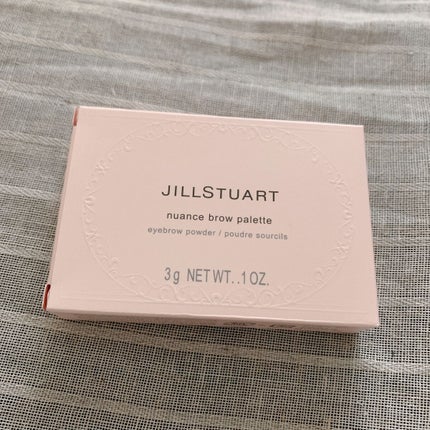 JILLSTUART
nuance brow palette
eyebrow powder / poudre sourcils
3g NET WT. .1 OZ.